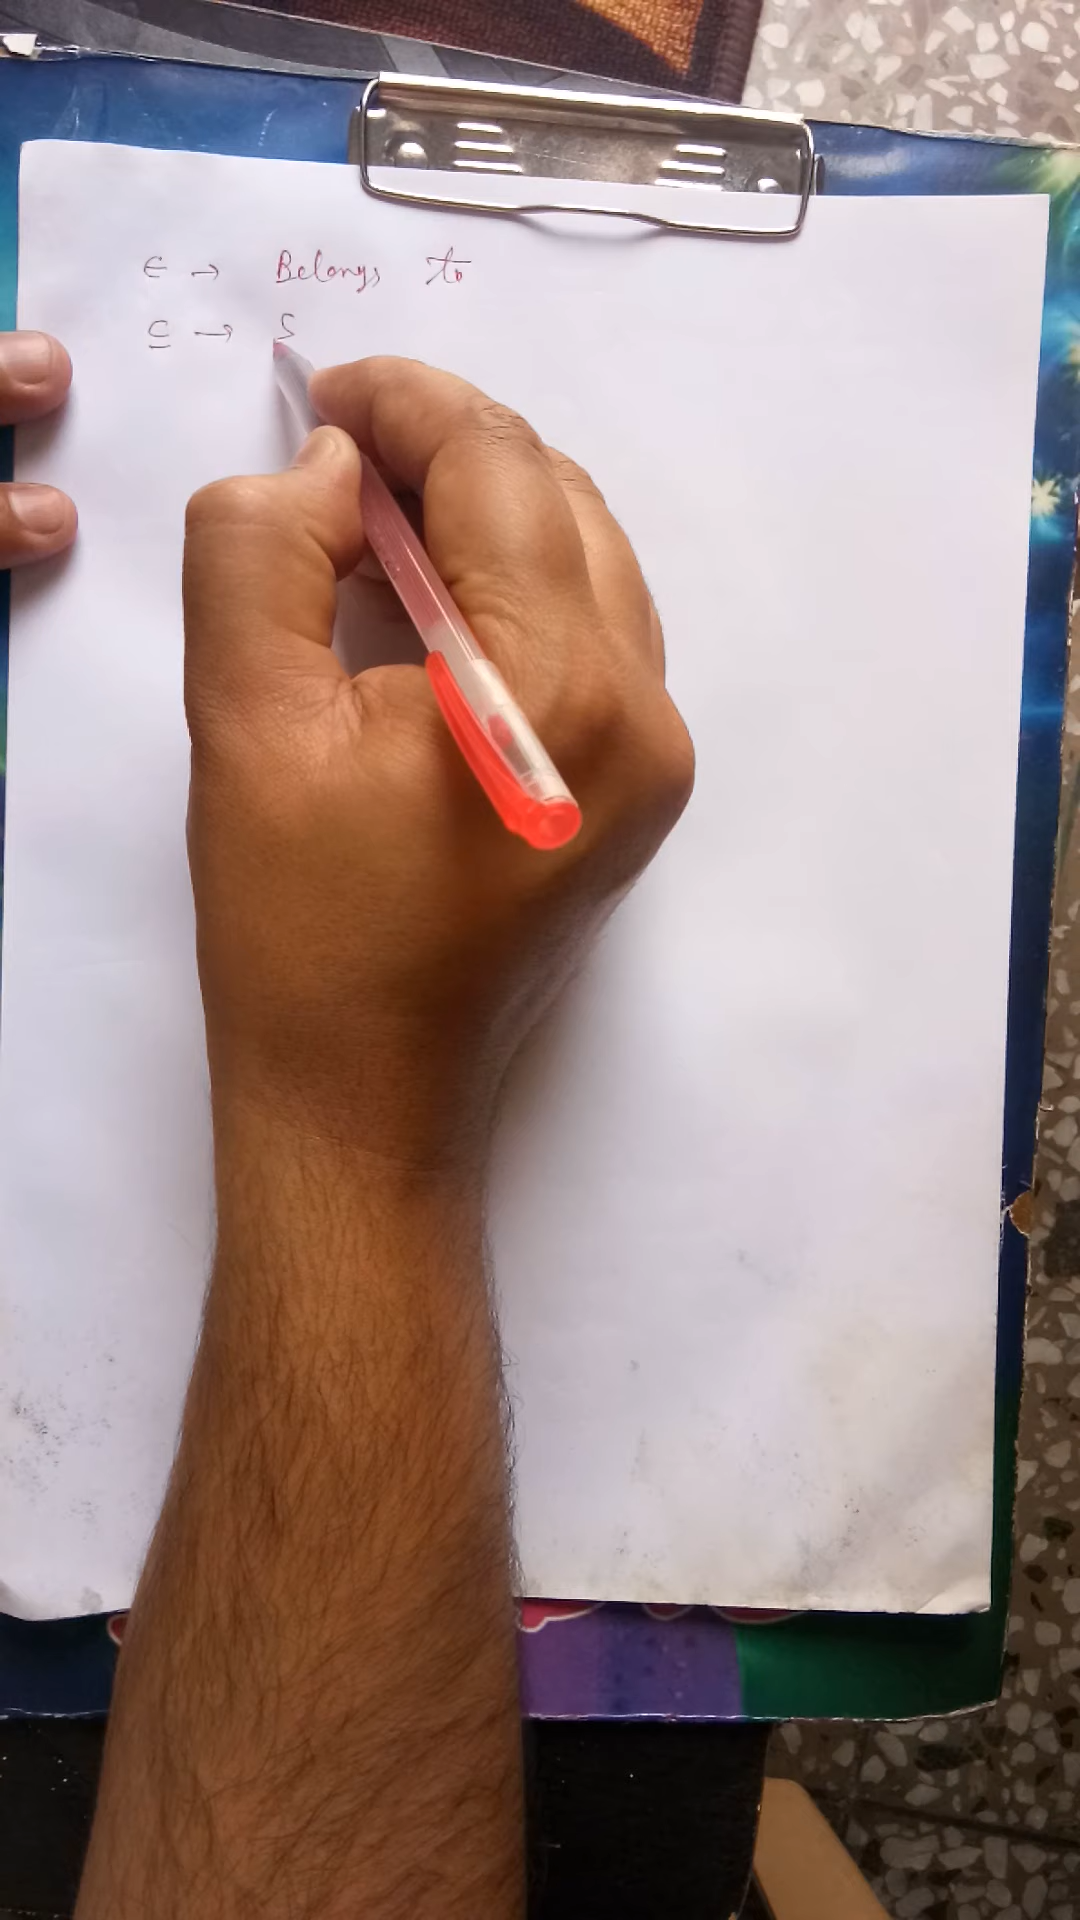 ∈ → Belongs to
⊆ → S